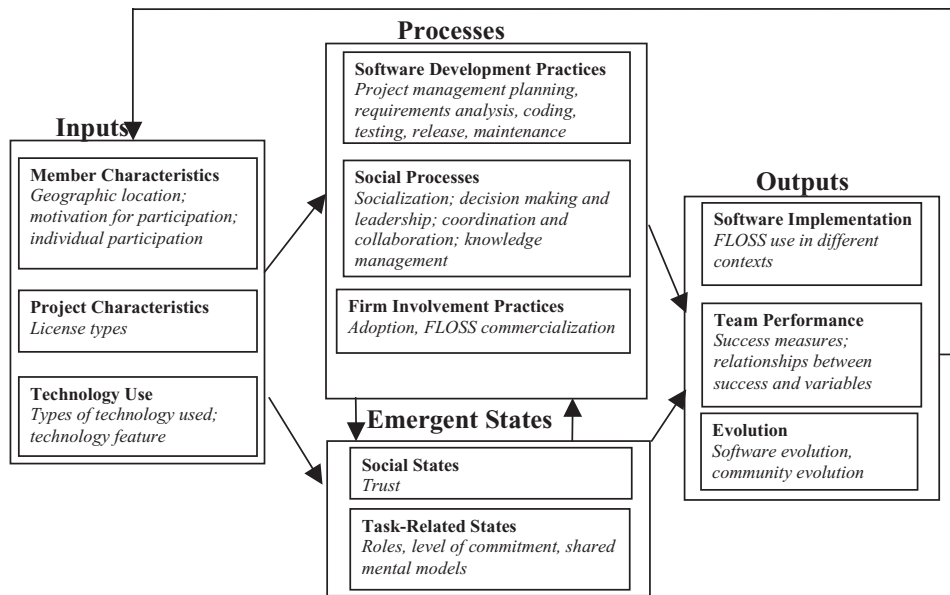 Processes
Software Development Practices
Project management planning,
requirements analysis, coding,
testing, release, maintenance
Social Processes
Socialization; decision making and
leadership; coordination and
collaboration; knowledge
management
Firm Involvement Practices
Adoption, FLOSS commercialization
Inputs
Member Characteristics
Geographic location;
motivation for participation;
individual participation
Project Characteristics
License types
Technology Use
Types of technology used;
technology feature
Emergent States
Social States
Trust
Task-Related States
Roles, level of commitment, shared
mental models
Outputs
Software Implementation
FLOSS use in different
contexts
Team Performance
Success measures;
relationships between
success and variables
Evolution
Software evolution,
community evolution